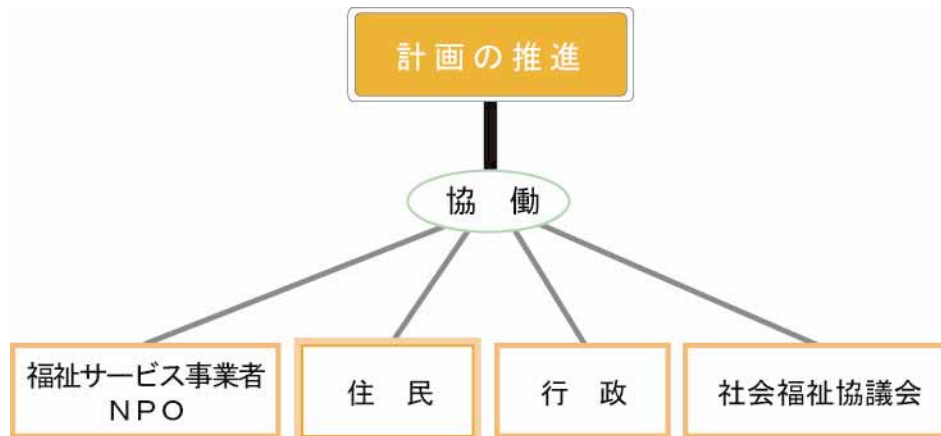 計画の推進
協働
福祉サービス事業者
NPO
住民
行政
社会福祉協議会